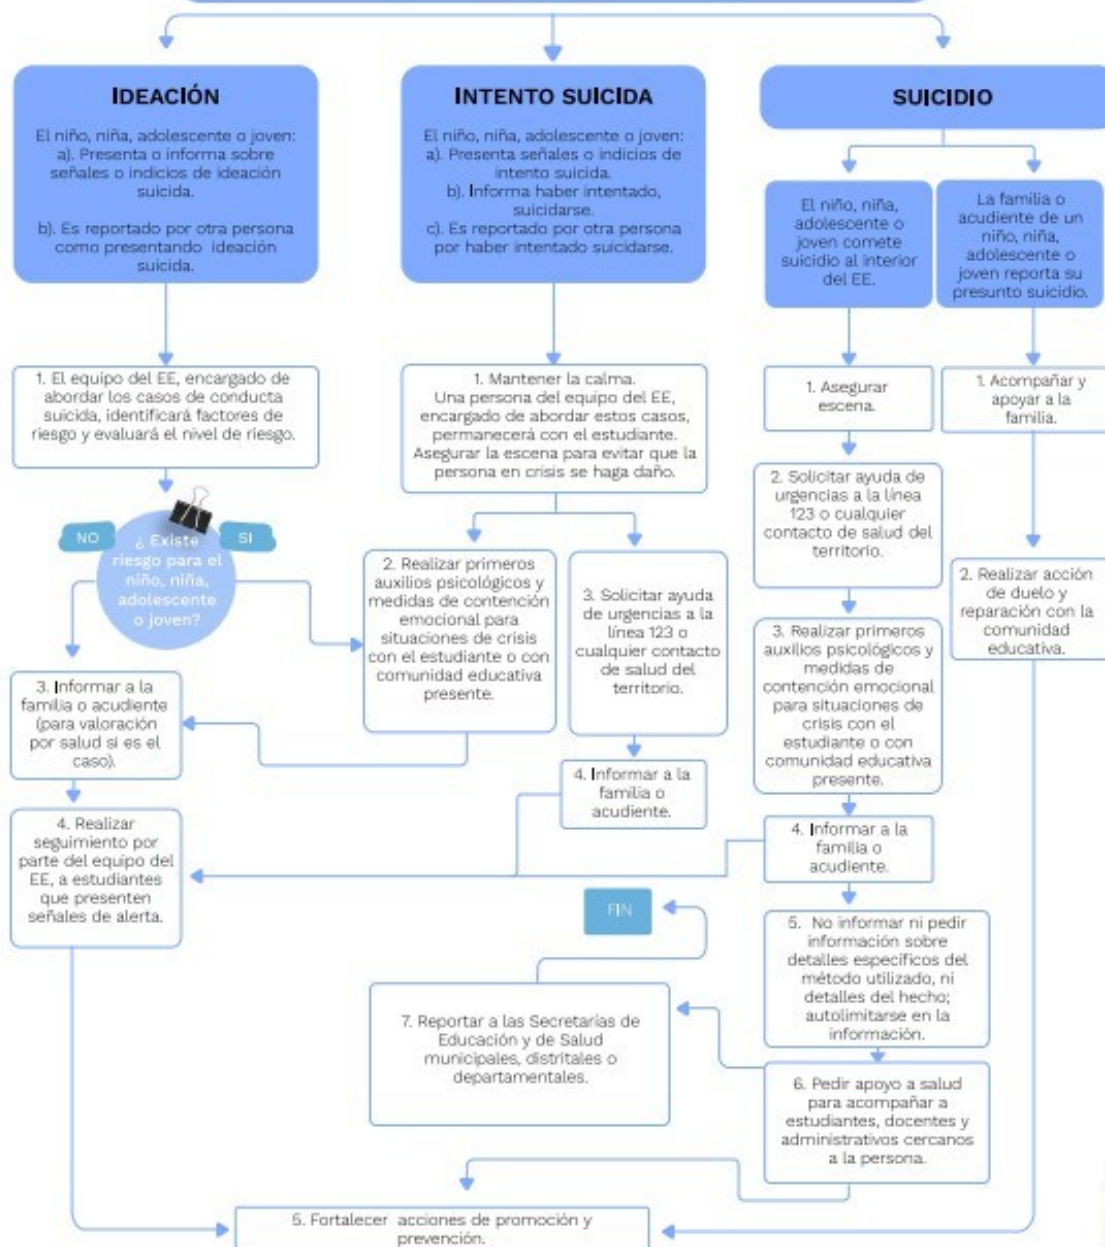 IDEACIÓN
El niño, niña, adolescente o joven:
a). Presenta o informa sobre
señales o indicios de ideación
suicida.
b). Es reportado por otra persona
como presentando ideación
suicida.
INTENTO SUICIDA
El niño, niña, adolescente o joven:
a). Presenta señales o indicios de
intento suicida.
b). Informa haber intentado,
suicidarse.
c). Es reportado por otra persona
por haber intentado suicidarse.
SUICIDIO
El niño, niña,
adolescente o
joven comete
suicidio al interior
del EE.
La familia o
acudiente de un
niño, niña,
adolescente o
joven reporta su
presunto suicidio.
1. El equipo del EE, encargado de
abordar los casos de conducta
suicida, identificará factores de
riesgo y evaluará el nivel de riesgo.
NO
SI
¿ Existe
riesgo para el
niño, niña,
adolescente
o joven?
3. Informar a la
familia o acudiente
(para valoración
por salud si es el
caso).
4. Realizar
seguimiento por
parte del equipo del
EE, a estudiantes
que presenten
señales de alerta.
1. Mantener la calma.
Una persona del equipo del EE,
encargado de abordar estos casos,
permanecerá con el estudiante.
Asegurar la escena para evitar que la
persona en crisis se haga daño.
2. Realizar primeros
auxilios psicológicos y
medidas de contención
emocional para
situaciones de crisis
con el estudiante o con
comunidad educativa
presente.
3. Solicitar ayuda
de urgencias a la
línea 123 o
cualquier contacto
de salud del
territorio.
4. Informar a la
familia o
acudiente.
1. Asegurar
escena.
2. Solicitar ayuda de
urgencias a la línea
123 o cualquier
contacto de salud del
territorio.
3. Realizar primeros
auxilios psicológicos y
medidas de
contención emocional
para situaciones de
crisis con el
estudiante o con
comunidad educativa
presente.
4. Informar a la
familia o
acudiente.
5. No informar ni pedir
información sobre
detalles específicos del
método utilizado, ni
detalles del hecho;
autolimitarse en la
información.
6. Pedir apoyo a salud
para acompañar a
estudiantes, docentes y
administrativos cercanos
a la persona.
1. Acompañar y
apoyar a la
familia.
2. Realizar acción
de duelo y
reparación con la
comunidad
educativa.
FIN
7. Reportar a las Secretarías de
Educación y de Salud
municipales, distritales o
departamentales.
5. Fortalecer acciones de promoción y
prevención.